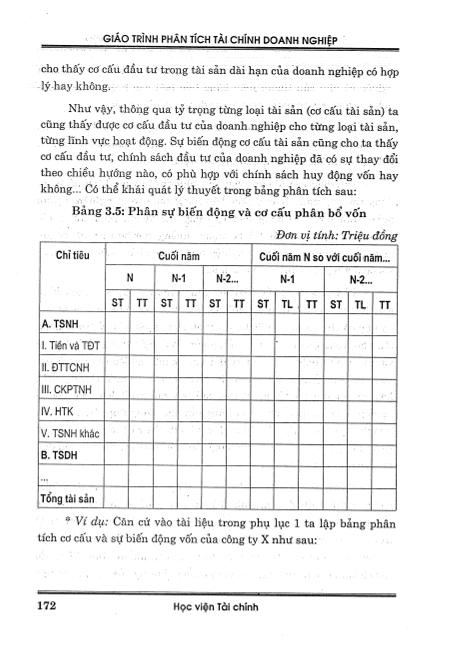 GIÁO TRÌNH PHÂN TÍCH TÀI CHÍNH DOANH NGHIỆP
cho thấy cơ cấu đầu tư trong tài sản dài hạn của doanh nghiệp có hợp
lý hay không.
Như vậy, thông qua tỷ trọng từng loại tài sản (cơ cấu tài sản) ta
cũng thấy được cơ cấu đầu tư của doanh nghiệp cho từng loại tài sản,
từng lĩnh vực hoạt động. Sự biến động cơ cấu tài sản cũng cho ta thấy
cơ cấu đầu tư, chính sách đầu tư của doanh nghiệp đã có sự thay đổi
theo chiều hướng nào, có phù hợp với chính sách huy động vốn hay
không... Có thể khái quát lý thuyết trong bảng phân tích sau:
Bảng 3.5: Phân sự biến động và cơ cấu phân bổ vốn
Đơn vị tính: Triệu đồng
Chỉ tiêu Cuối năm Cuối năm N so với cuối năm...
N N-1 N-2... N-1 N-2...
ST TT ST TT ST TT ST TL TT ST TL TT
A. TSNH
I. Tiền và TĐT
II. ĐTTCNH
III. CKPTNH
IV. HTK
V. TSNH khác
B. TSDH
...
Tổng tài sản
* Ví dụ: Căn cứ vào tài liệu trong phụ lục 1 ta lập bảng phân
tích cơ cấu và sự biến động vốn của công ty X như sau:
172 Học viện Tài chính